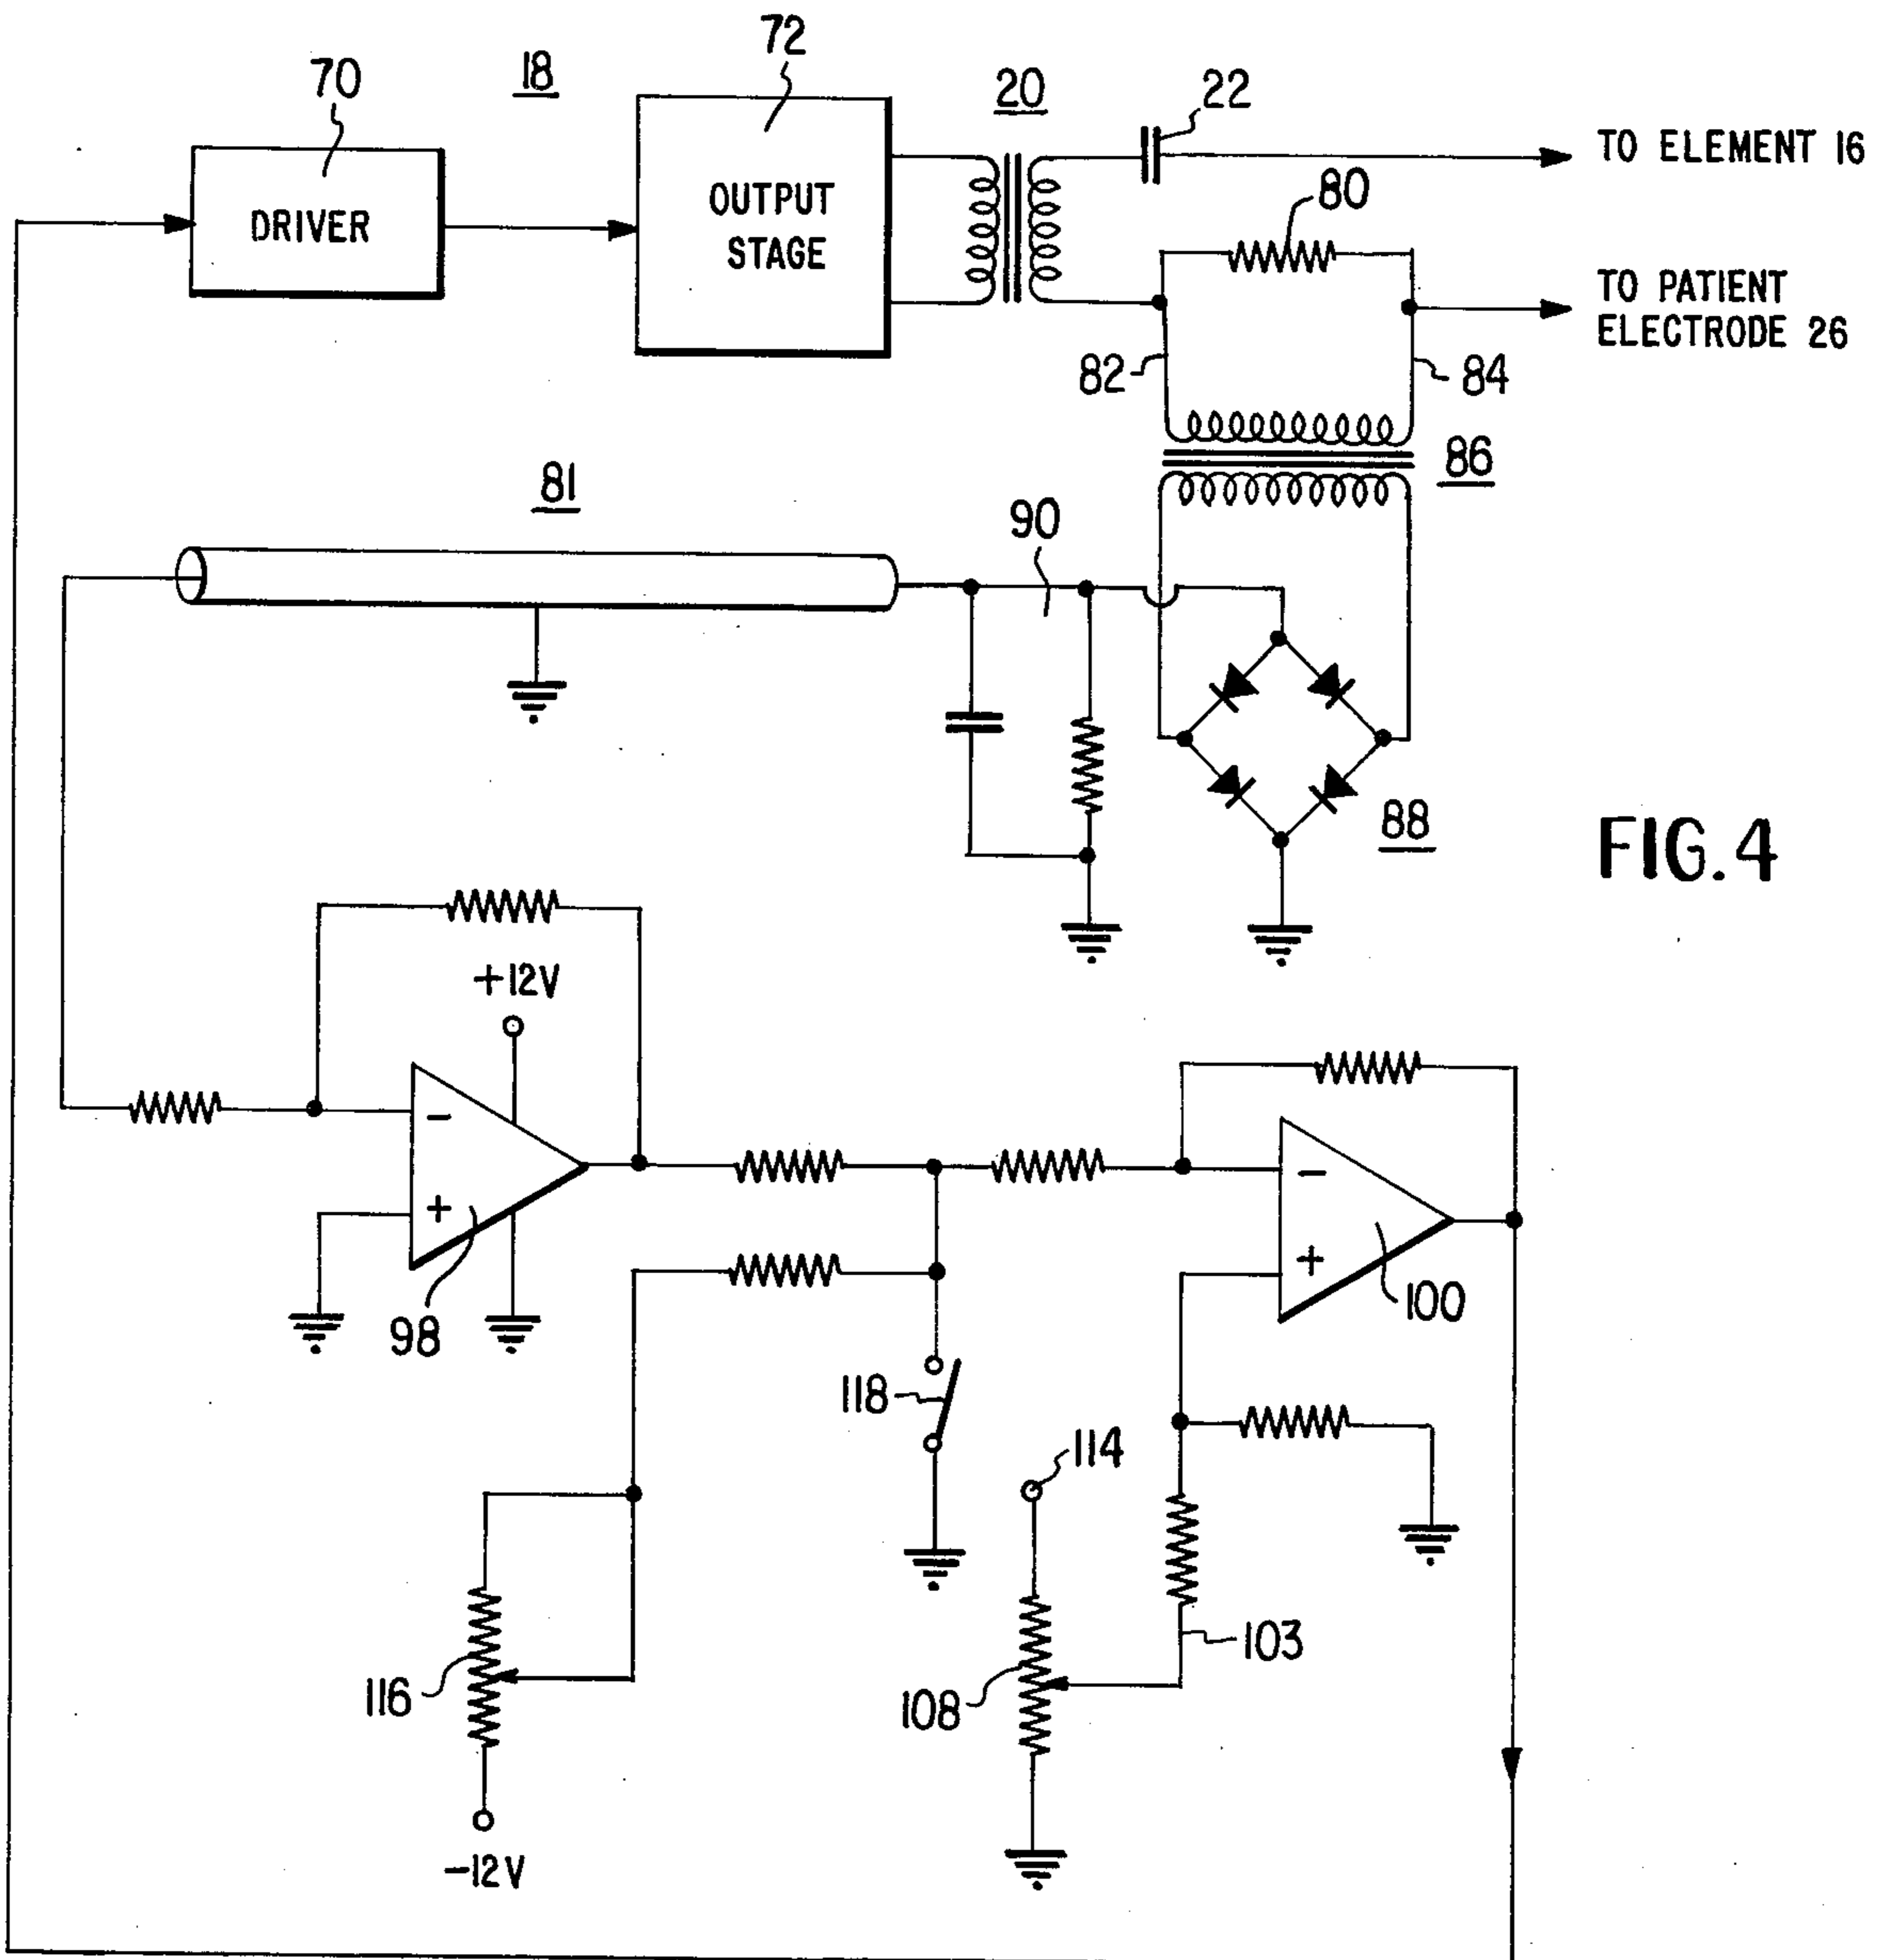 72
18
70
20
22
TO ELEMENT 16
DRIVER
OUTPUT
STAGE
80
TO PATIENT
ELECTRODE 26
82
84
86
81
90
88
FIG. 4
+12V
-
+
98
-
+
100
118
114
103
116
108
-12V